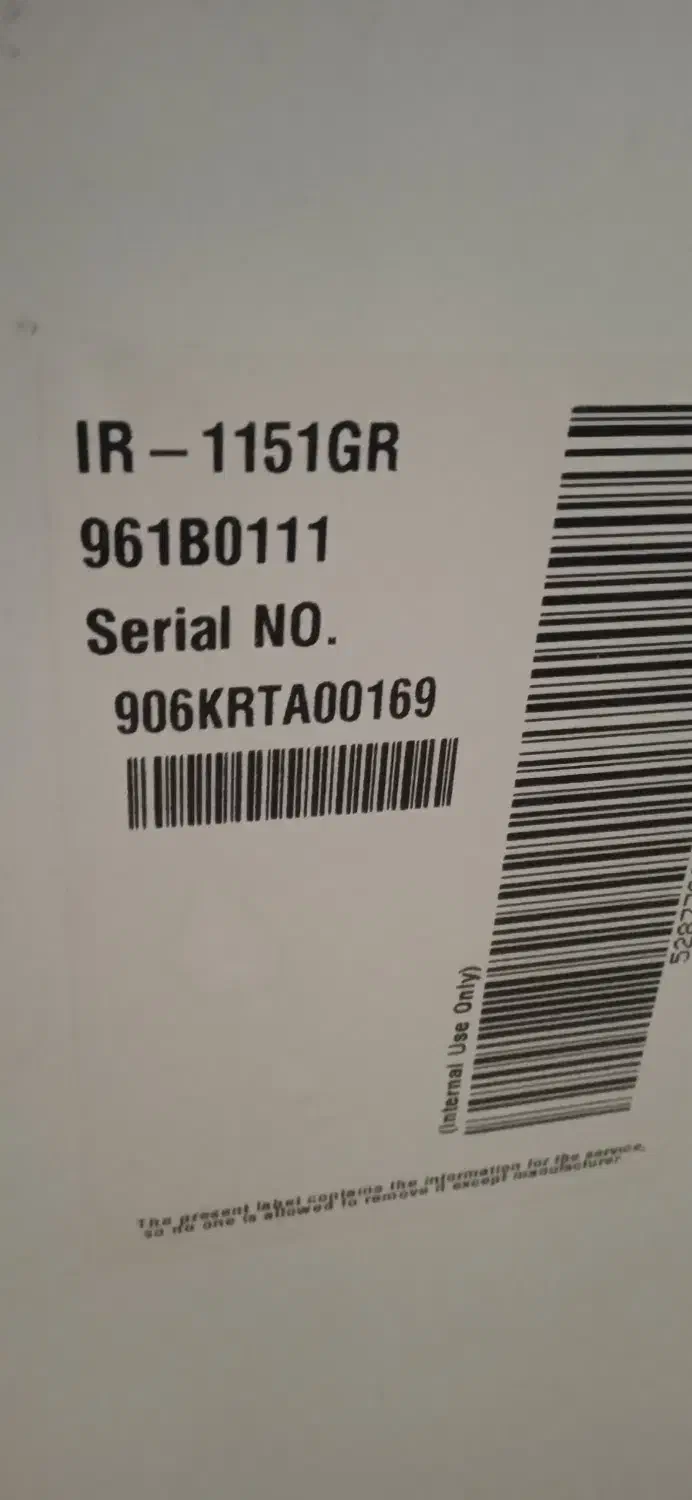 IR-1151GR
961B0111
Serial NO.
906KRTA00169
(Internal Use Only)
The present label contains the information for the service,
so no one is allowed to remove it except manufacturer